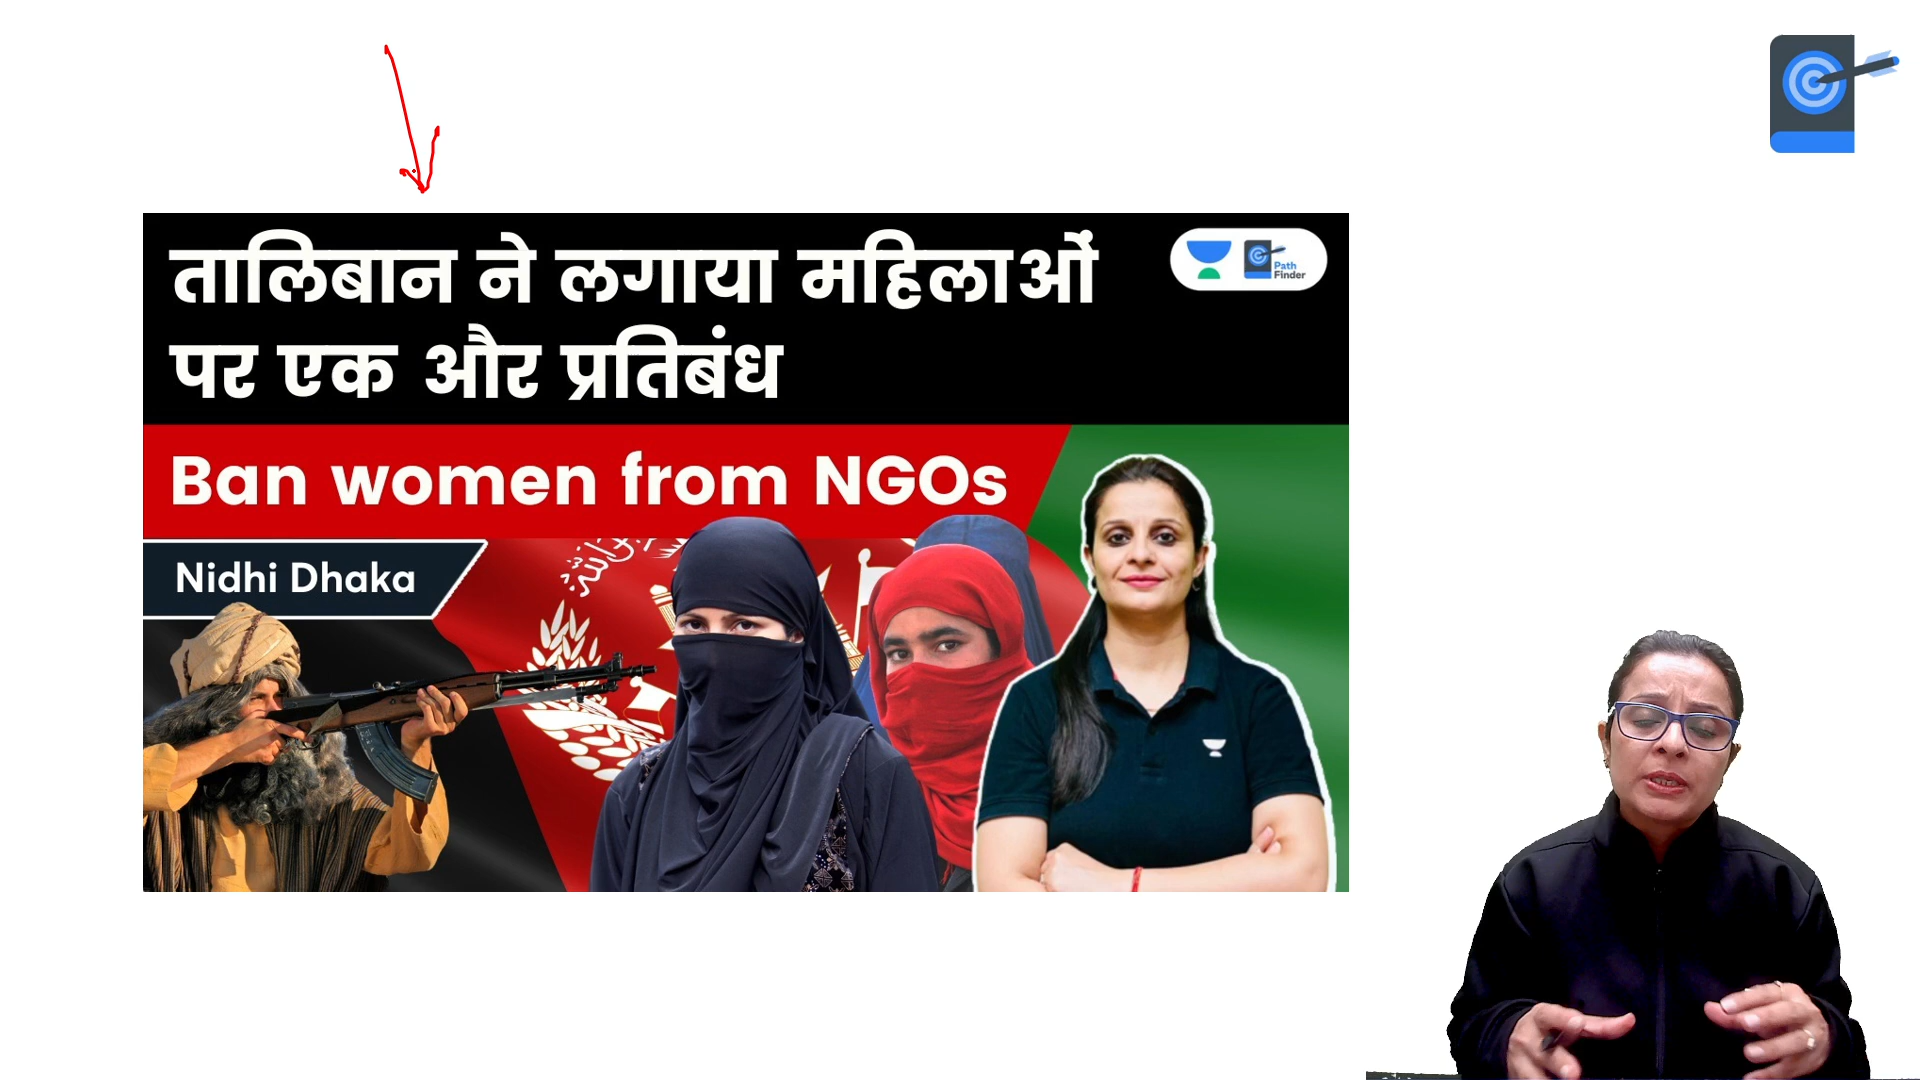 तालिबान ने लगाया महिलाओं
पर एक और प्रतिबंध
Path
Finder
Ban women from NGOs
Nidhi Dhaka